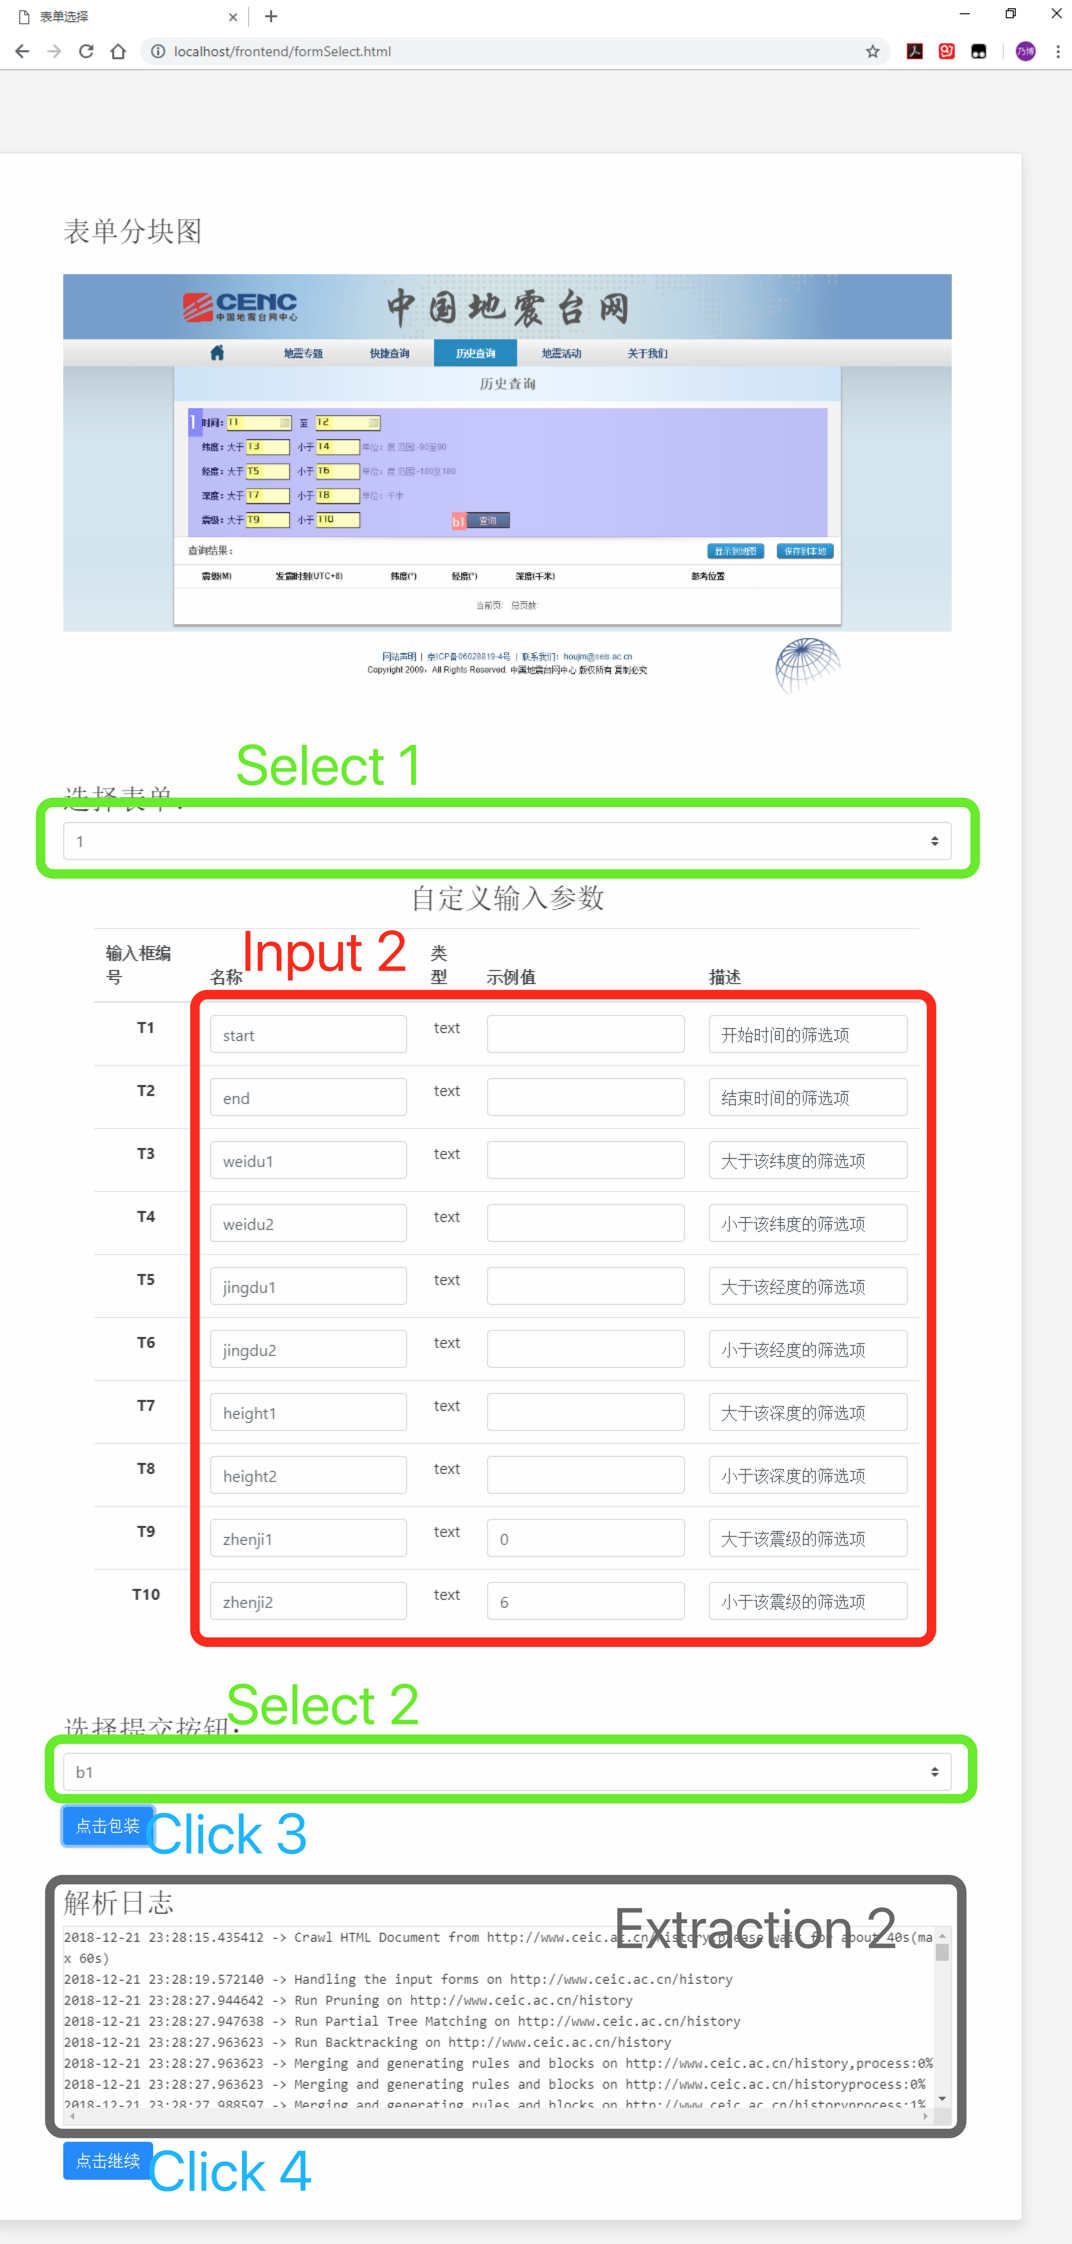 表单选择
localhost/frontend/formSelect.html
乃博
表单分块图
CENC
中国地震台网中心
中国地震台网
地震专题 快捷查询 历史查询 地震活动 关于我们
历史查询
1 时间: T1 至 T2
纬度: 大于 T3 小于 T4 单位: 度 范围:-90至90
经度: 大于 T5 小于 T6 单位: 度 范围:-180至180
深度: 大于 T7 小于 T8 单位: 千米
震级: 大于 T9 小于 T10 b1 查询
查询结果: 显示到地图 保存到本地
震级(M) 发震时刻(UTC+8) 纬度(°) 经度(°) 深度(千米) 参考位置
当前页: 总页数:
网站声明 | 京ICP备06028819-4号 | 联系我们: houjm@seis.ac.cn
Copyright 2009, All Rights Reserved. 中国地震台网中心 版权所有 复制必究
Select 1
选择表单:
1
自定义输入参数
Input 2
输入框编号 名称 类型 示例值 描述
T1 start text 开始时间的筛选项
T2 end text 结束时间的筛选项
T3 weidu1 text 大于该纬度的筛选项
T4 weidu2 text 小于该纬度的筛选项
T5 jingdu1 text 大于该经度的筛选项
T6 jingdu2 text 小于该经度的筛选项
T7 height1 text 大于该深度的筛选项
T8 height2 text 小于该深度的筛选项
T9 zhenji1 text 0 大于该震级的筛选项
T10 zhenji2 text 6 小于该震级的筛选项
Select 2
选择提交按钮:
b1
点击包装 Click 3
解析日志
Extraction 2
2018-12-21 23:28:15.435412 -> Crawl HTML Document from http://www.ceic.ac.cn/history,please wait for about 40s(ma
x 60s)
2018-12-21 23:28:19.572140 -> Handling the input forms on http://www.ceic.ac.cn/history
2018-12-21 23:28:27.944642 -> Run Pruning on http://www.ceic.ac.cn/history
2018-12-21 23:28:27.947638 -> Run Partial Tree Matching on http://www.ceic.ac.cn/history
2018-12-21 23:28:27.963623 -> Run Backtracking on http://www.ceic.ac.cn/history
2018-12-21 23:28:27.963623 -> Merging and generating rules and blocks on http://www.ceic.ac.cn/history,process:0%
2018-12-21 23:28:27.963623 -> Merging and generating rules and blocks on http://www.ceic.ac.cn/historyprocess:0%
2018-12-21 23:28:27.988597 -> Merging and generating rules and blocks on http://www.ceic.ac.cn/historyprocess:1%
点击继续 Click 4